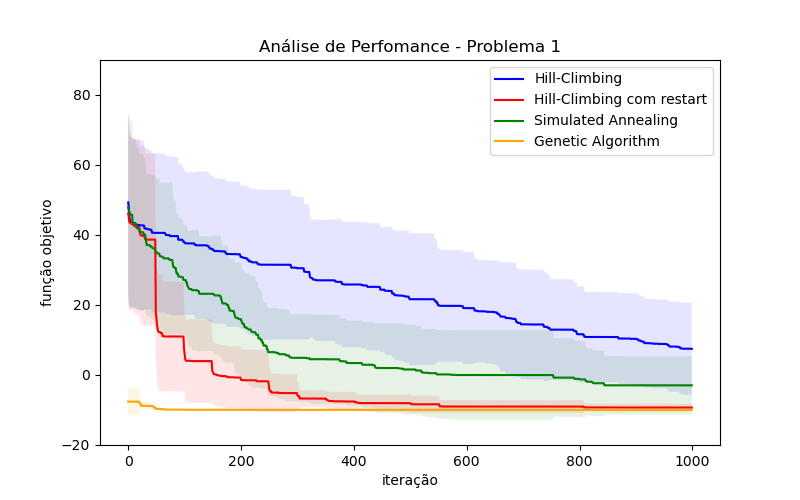 Análise de Perfomance - Problema 1
Hill-Climbing
Hill-Climbing com restart
Simulated Annealing
Genetic Algorithm
função objetivo
80
60
40
20
0
−20
0 200 400 600 800 1000
iteração